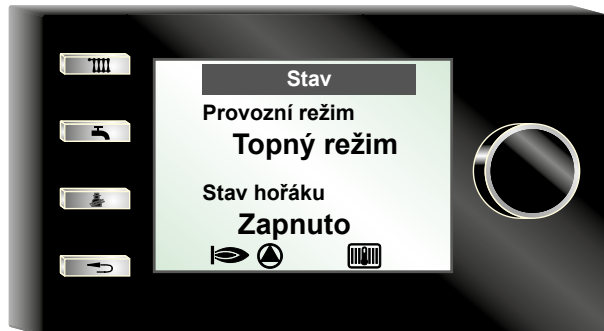 Stav
Provozní režim
Topný režim
Stav hořáku
Zapnuto